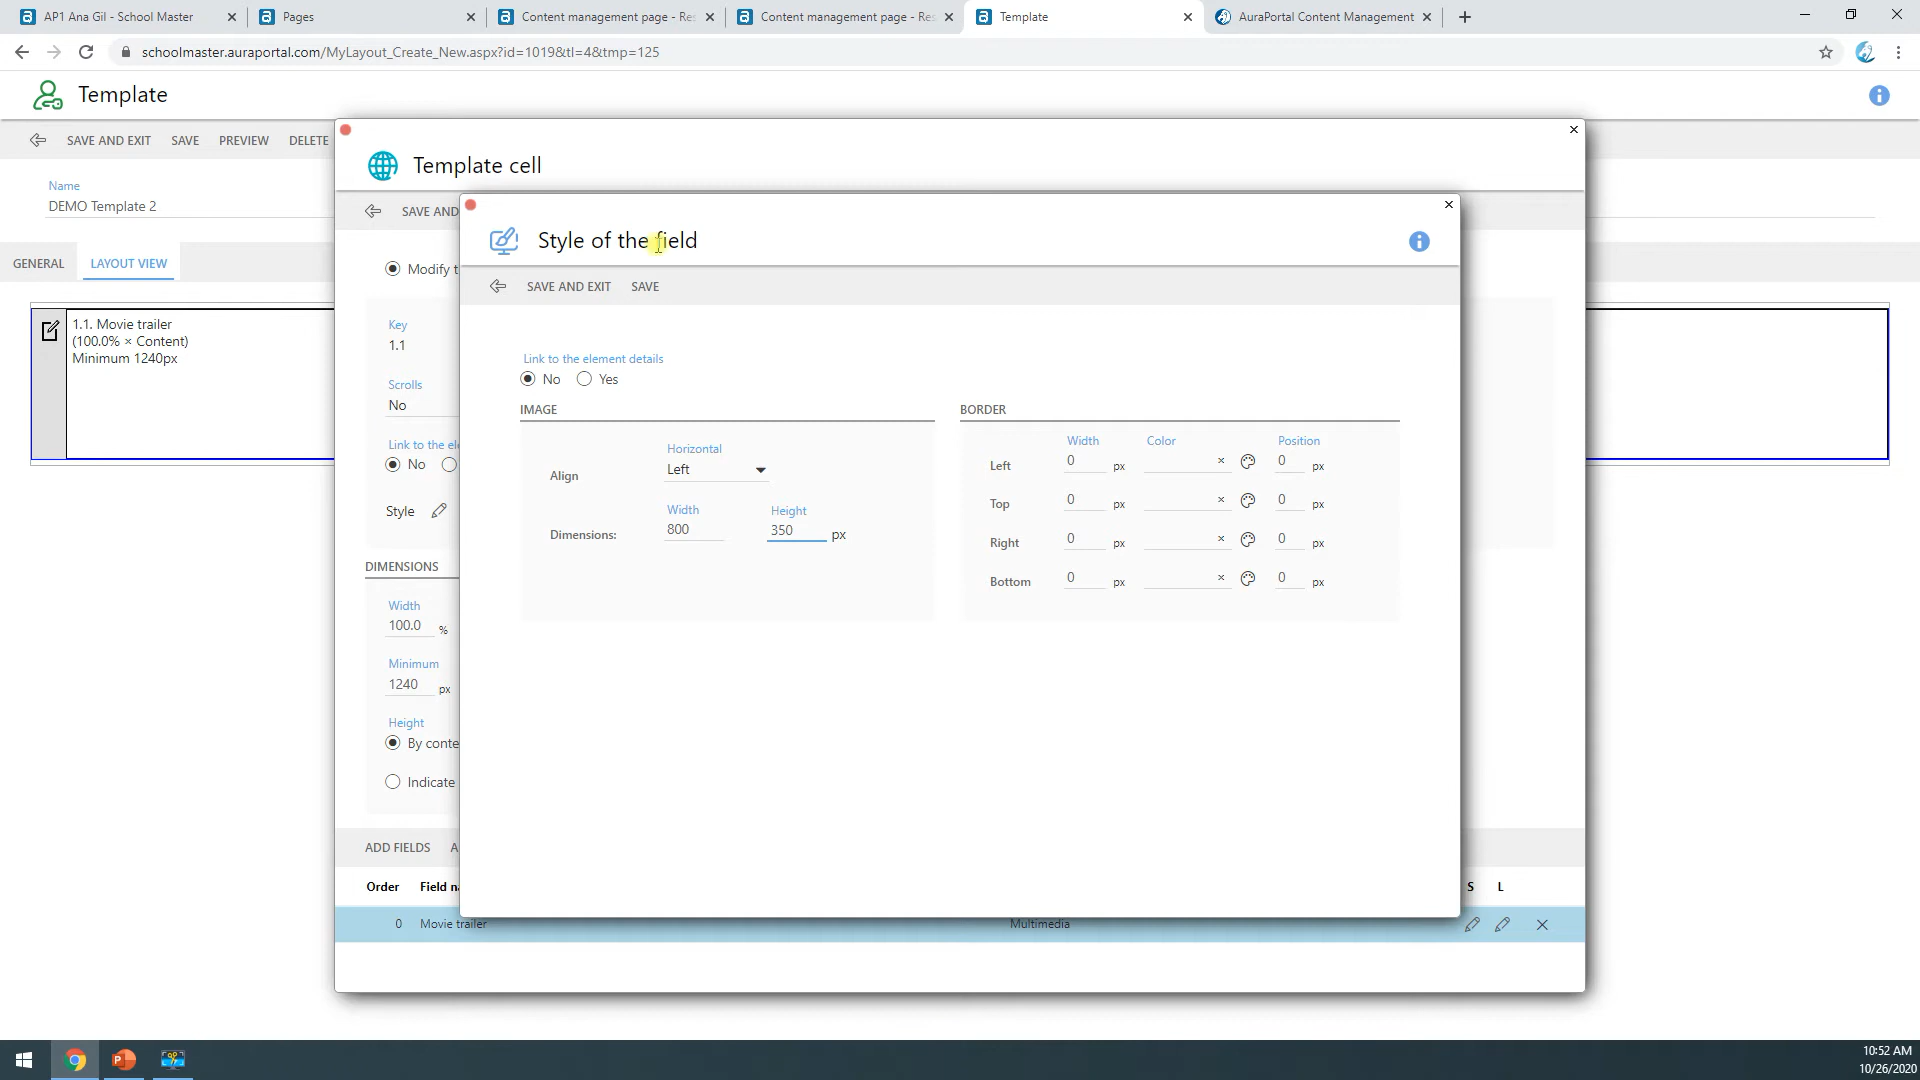 AP1 Ana Gil - School Master
Pages
Content management page - Res
Content management page - Res
Template
AuraPortal Content Management
schoolmaster.auraportal.com/MyLayout_Create_New.aspx?id=1019&tl=4&tmp=125
Template
SAVE AND EXIT SAVE PREVIEW DELETE
Name
DEMO Template 2
GENERAL LAYOUT VIEW
1.1. Movie trailer
(100.0% × Content)
Minimum 1240px
Template cell
SAVE AND
Modify t
Key
1.1
Scrolls
No
Link to the el
No
Style
DIMENSIONS
Width
100.0 %
Minimum
1240 px
Height
By conte
Indicate
ADD FIELDS A
Order Field n S L
0 Movie trailer Multimedia
Style of the field
SAVE AND EXIT SAVE
Link to the element details
No Yes
IMAGE
Horizontal
Align Left
Width Height
Dimensions: 800 350 px
BORDER
Width Color Position
Left 0 px 0 px
Top 0 px 0 px
Right 0 px 0 px
Bottom 0 px 0 px
10:52 AM
10/26/2020